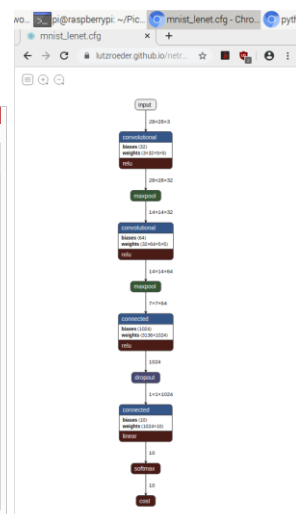 wo...
pi@raspberrypi: ~/Pic...
mnist_lenet.cfg - Chro...
pyth
mnist_lenet.cfg
×
+
lutzroeder.github.io/netr...
input
28×28×3
convolutional
biases ⟨32⟩
weights ⟨3×32×5×5⟩
relu
28×28×32
maxpool
14×14×32
convolutional
biases ⟨64⟩
weights ⟨32×64×5×5⟩
relu
14×14×64
maxpool
7×7×64
connected
biases ⟨1024⟩
weights ⟨3136×1024⟩
relu
1024
dropout
1×1×1024
connected
biases ⟨10⟩
weights ⟨1024×10⟩
linear
10
softmax
10
cost